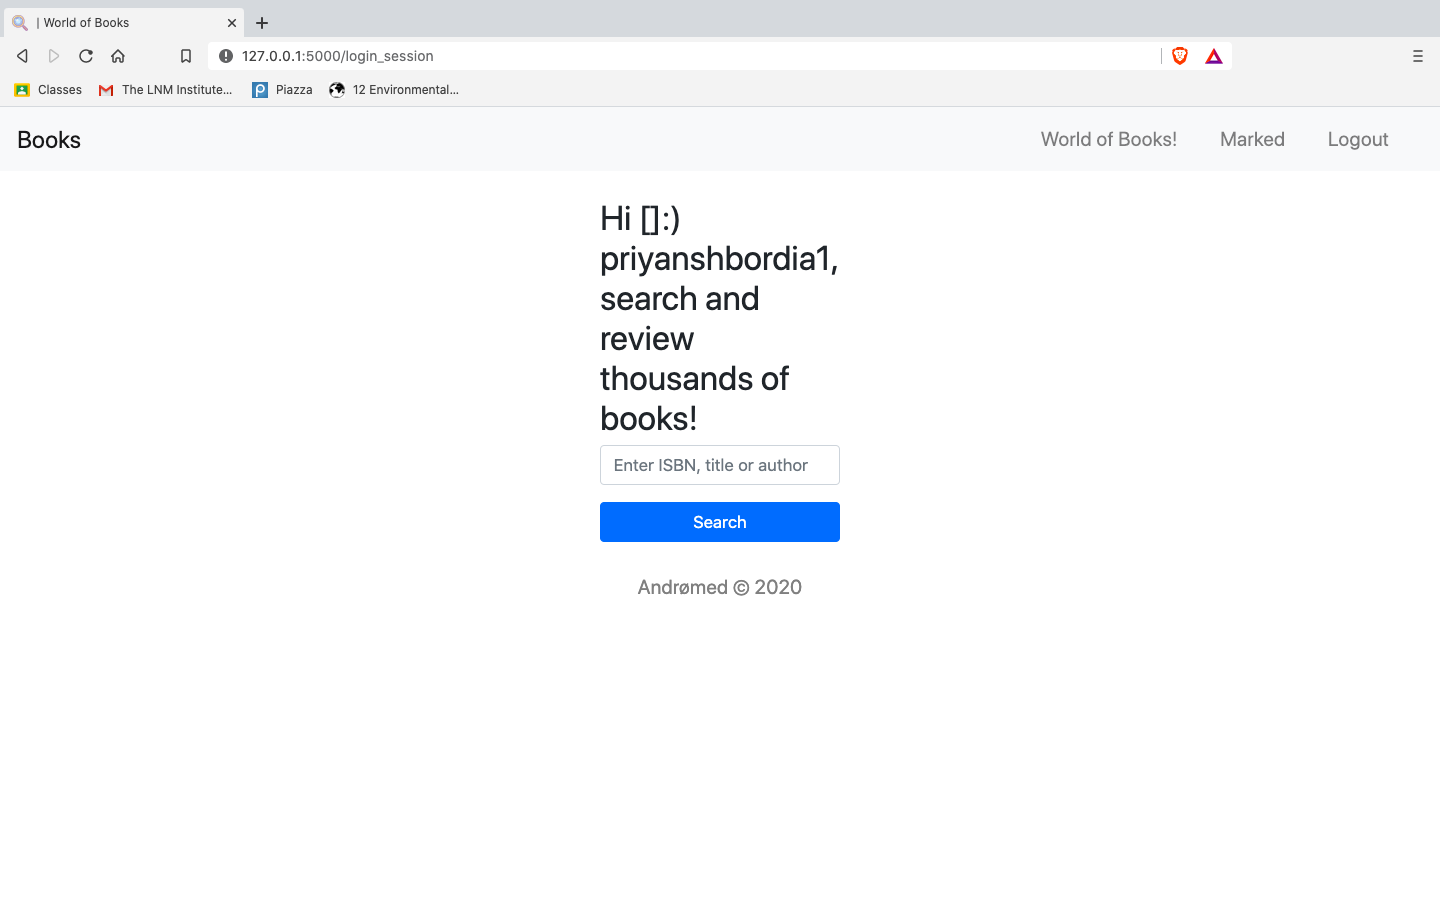 | World of Books
127.0.0.1:5000/login_session
Classes
The LNM Institute...
Piazza
12 Environmental...
Books
World of Books!
Marked
Logout
Hi []:)
priyanshbordia1,
search and
review
thousands of
books!
Enter ISBN, title or author
Search
Andrømed © 2020